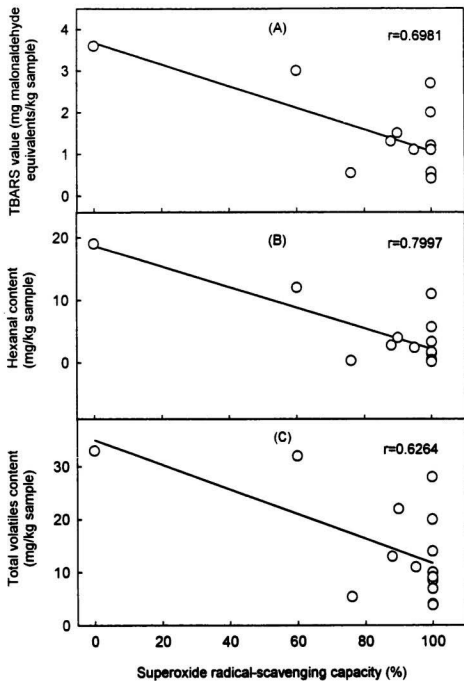 (A)
r=0.6981
TBARS value (mg malonaldehyde
equivalents/kg sample)
4
3
2
1
0
(B)
r=0.7997
Hexanal content
(mg/kg sample)
20
10
0
(C)
r=0.6264
Total volatiles content
(mg/kg sample)
30
20
10
0
0 20 40 60 80 100
Superoxide radical-scavenging capacity (%)